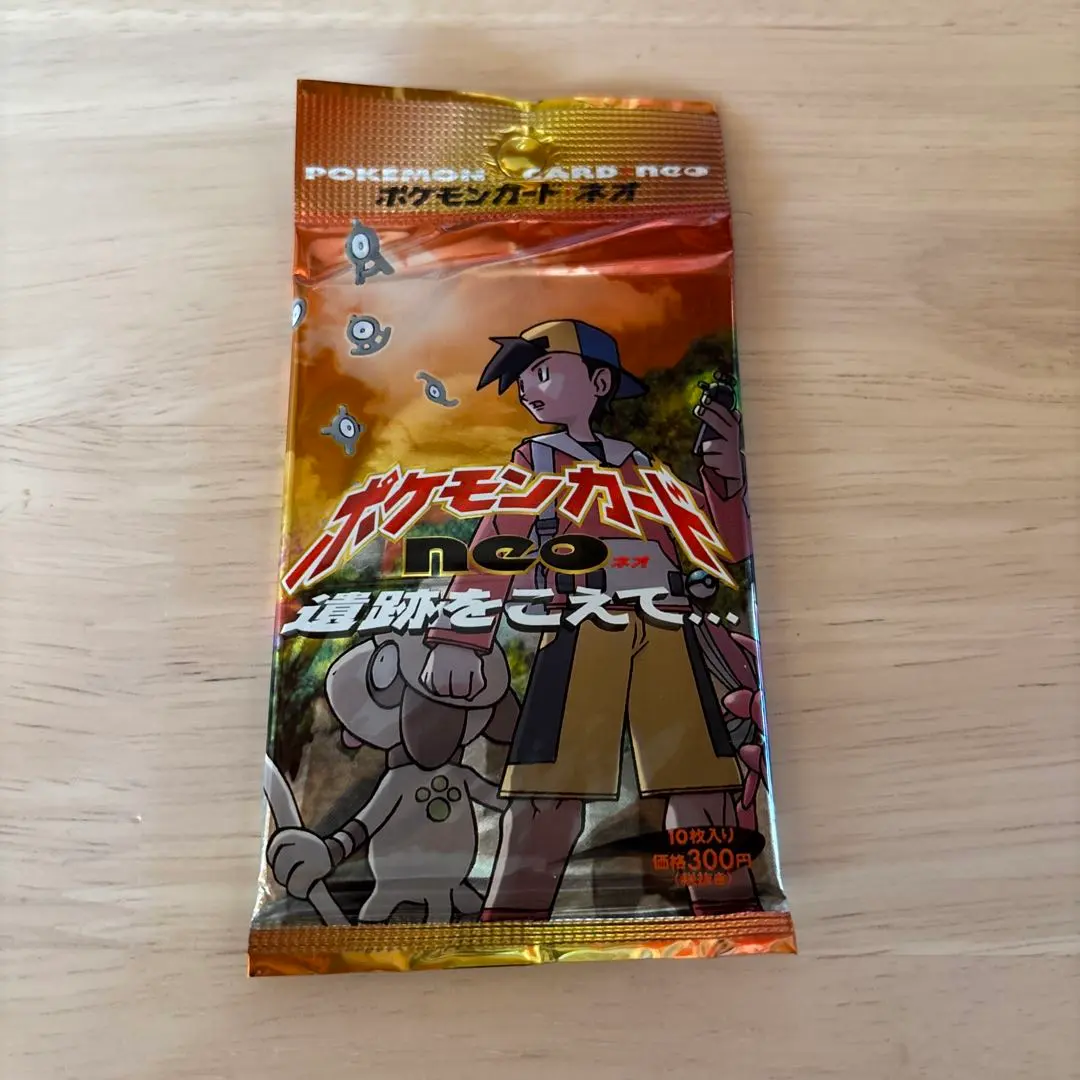 POKEMON CARD neo
ポケモンカード ネオ
ポケモンカード
neo ネオ
遺跡をこえて...
10枚入り
価格300円
(税抜き)